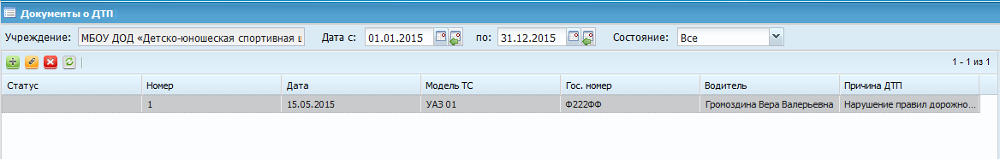 Документы о ДТП
Учреждение: МБОУ ДОД «Детско-юношеская спортивная ш Дата с: 01.01.2015 по: 31.12.2015 Состояние: Все
1 - 1 из 1
Статус Номер Дата Модель ТС Гос. номер Водитель Причина ДТП
1 15.05.2015 УАЗ 01 Ф222ФФ Громоздина Вера Валерьевна Нарушение правил дорожно...